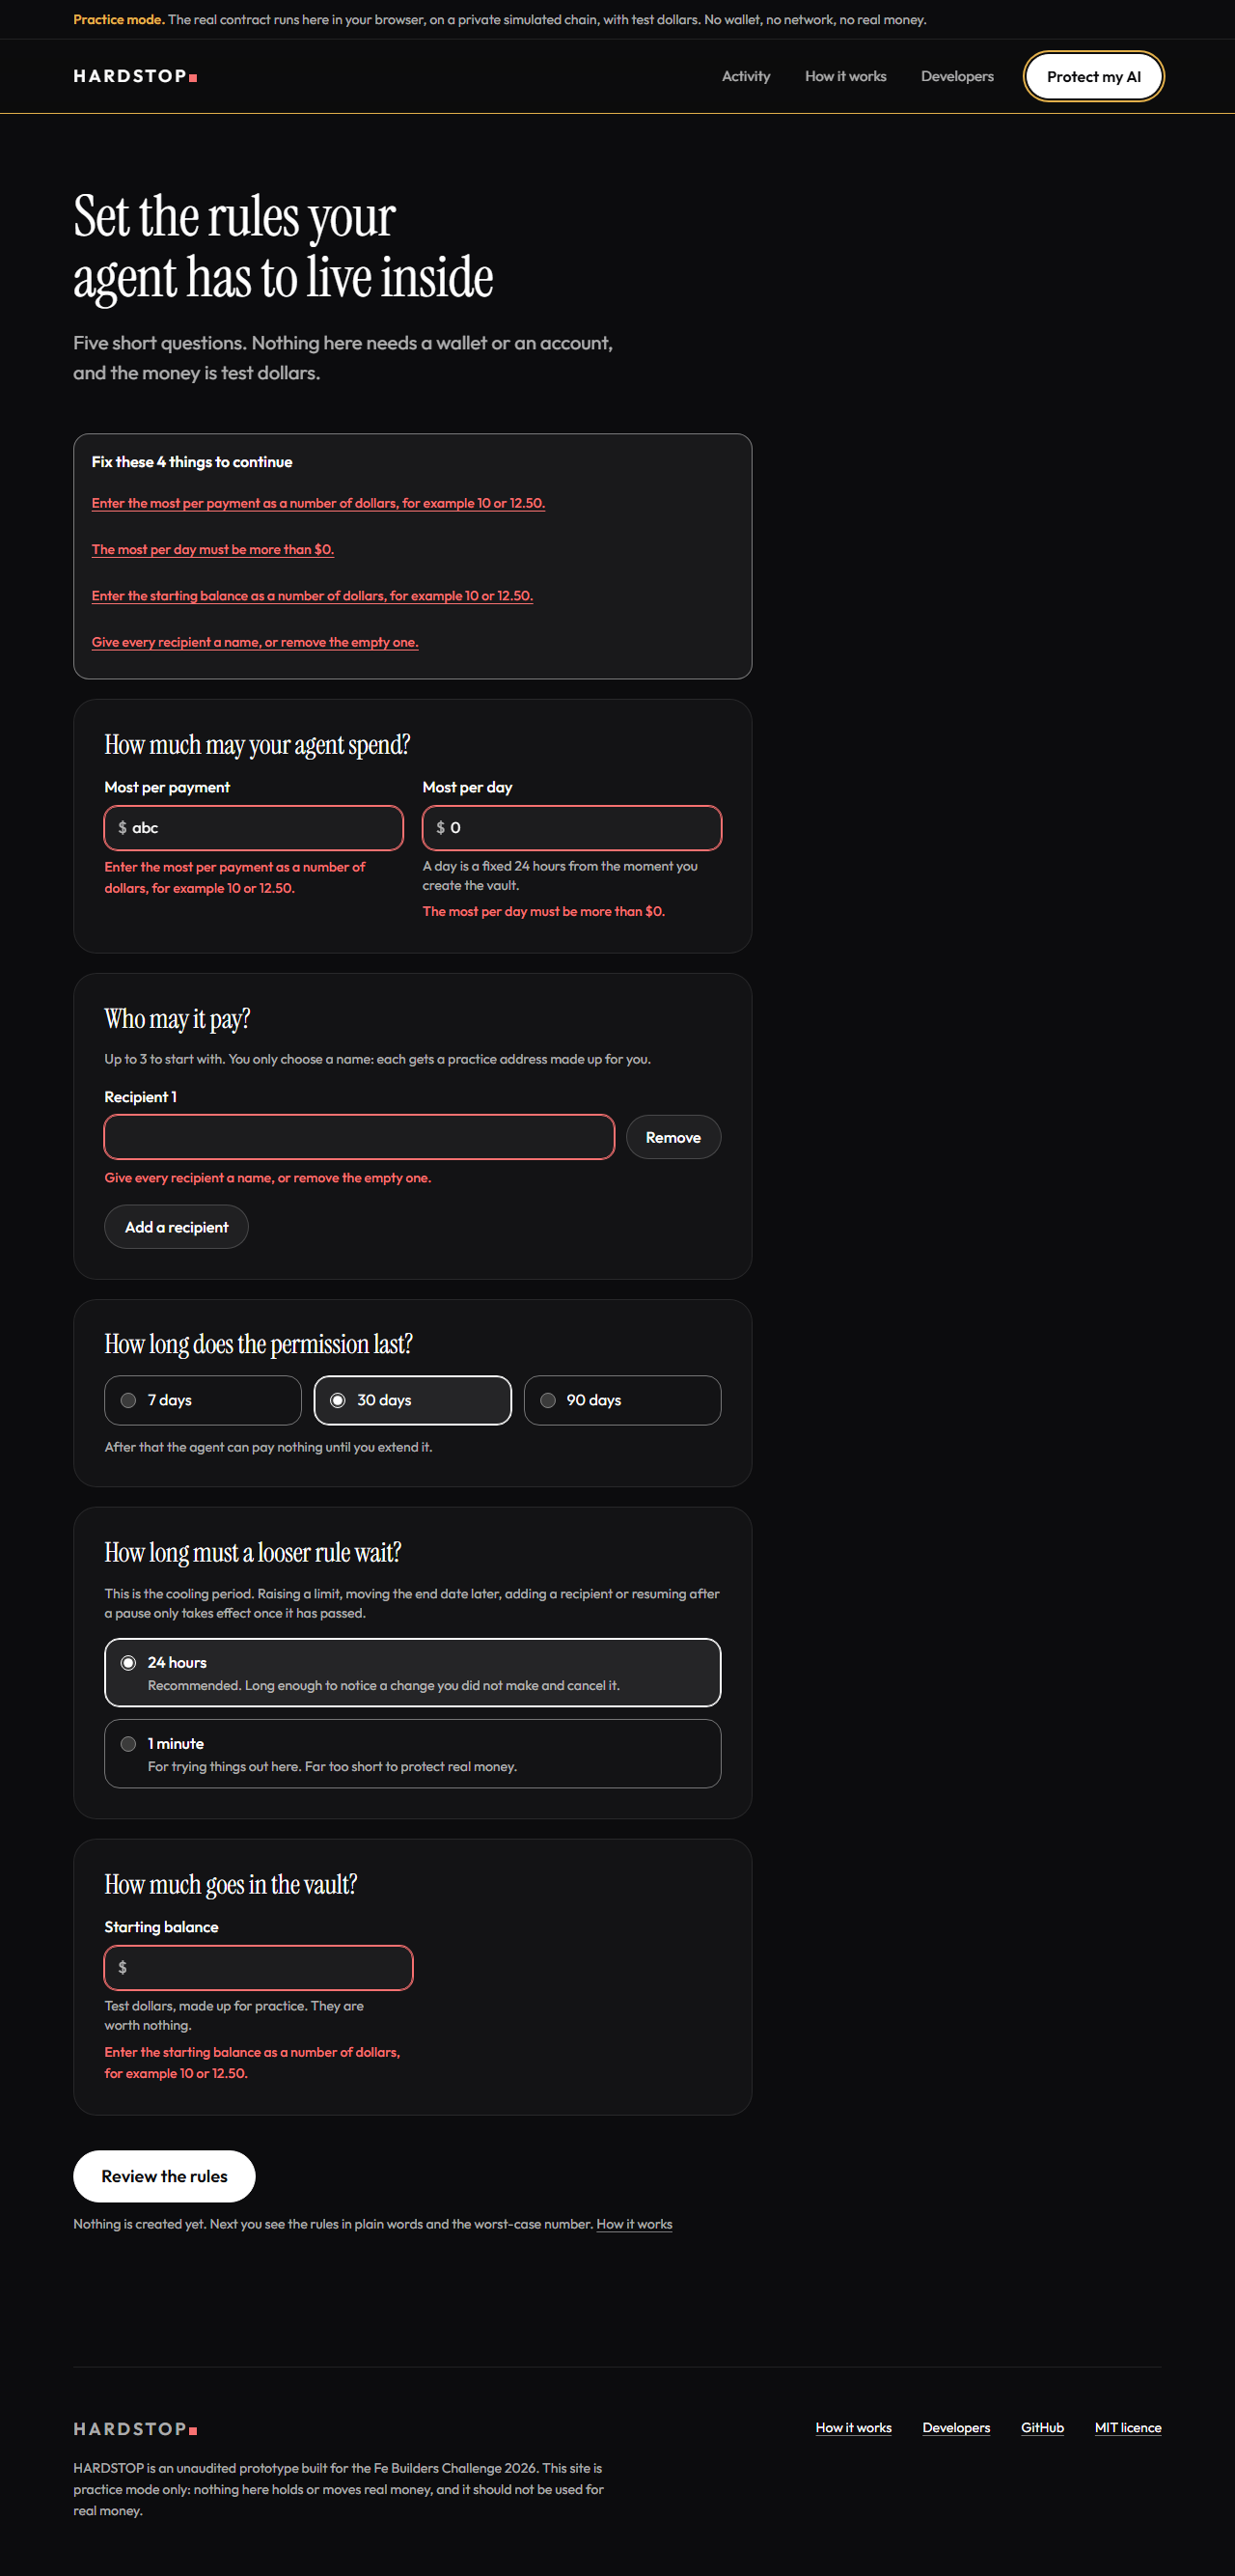 Practice mode. The real contract runs here in your browser, on a private simulated chain, with test dollars. No wallet, no network, no real money.
HARDSTOP
Activity
How it works
Developers
Protect my AI
Set the rules your
agent has to live inside
Five short questions. Nothing here needs a wallet or an account,
and the money is test dollars.
Fix these 4 things to continue
Enter the most per payment as a number of dollars, for example 10 or 12.50.
The most per day must be more than $0.
Enter the starting balance as a number of dollars, for example 10 or 12.50.
Give every recipient a name, or remove the empty one.
How much may your agent spend?
Most per payment
$ abc
Enter the most per payment as a number of
dollars, for example 10 or 12.50.
Most per day
$ 0
A day is a fixed 24 hours from the moment you
create the vault.
The most per day must be more than $0.
Who may it pay?
Up to 3 to start with. You only choose a name: each gets a practice address made up for you.
Recipient 1
Remove
Give every recipient a name, or remove the empty one.
Add a recipient
How long does the permission last?
7 days
30 days
90 days
After that the agent can pay nothing until you extend it.
How long must a looser rule wait?
This is the cooling period. Raising a limit, moving the end date later, adding a recipient or resuming after
a pause only takes effect once it has passed.
24 hours
Recommended. Long enough to notice a change you did not make and cancel it.
1 minute
For trying things out here. Far too short to protect real money.
How much goes in the vault?
Starting balance
$
Test dollars, made up for practice. They are
worth nothing.
Enter the starting balance as a number of dollars,
for example 10 or 12.50.
Review the rules
Nothing is created yet. Next you see the rules in plain words and the worst-case number. How it works
HARDSTOP
How it works
Developers
GitHub
MIT licence
HARDSTOP is an unaudited prototype built for the Fe Builders Challenge 2026. This site is
practice mode only: nothing here holds or moves real money, and it should not be used for
real money.